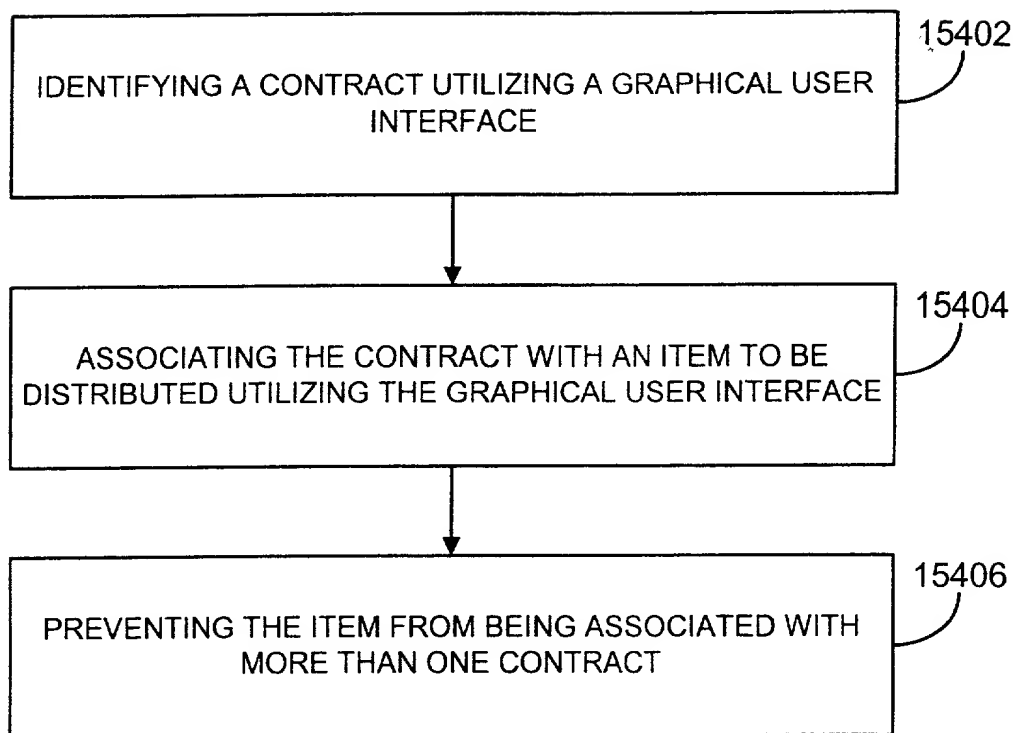 15402
IDENTIFYING A CONTRACT UTILIZING A GRAPHICAL USER
INTERFACE
15404
ASSOCIATING THE CONTRACT WITH AN ITEM TO BE
DISTRIBUTED UTILIZING THE GRAPHICAL USER INTERFACE
15406
PREVENTING THE ITEM FROM BEING ASSOCIATED WITH
MORE THAN ONE CONTRACT